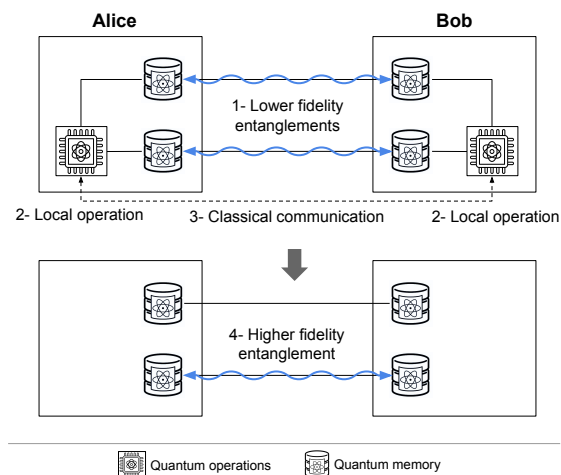 Alice
Bob
1- Lower fidelity
entanglements
2- Local operation
3- Classical communication
2- Local operation
4- Higher fidelity
entanglement
Quantum operations
Quantum memory